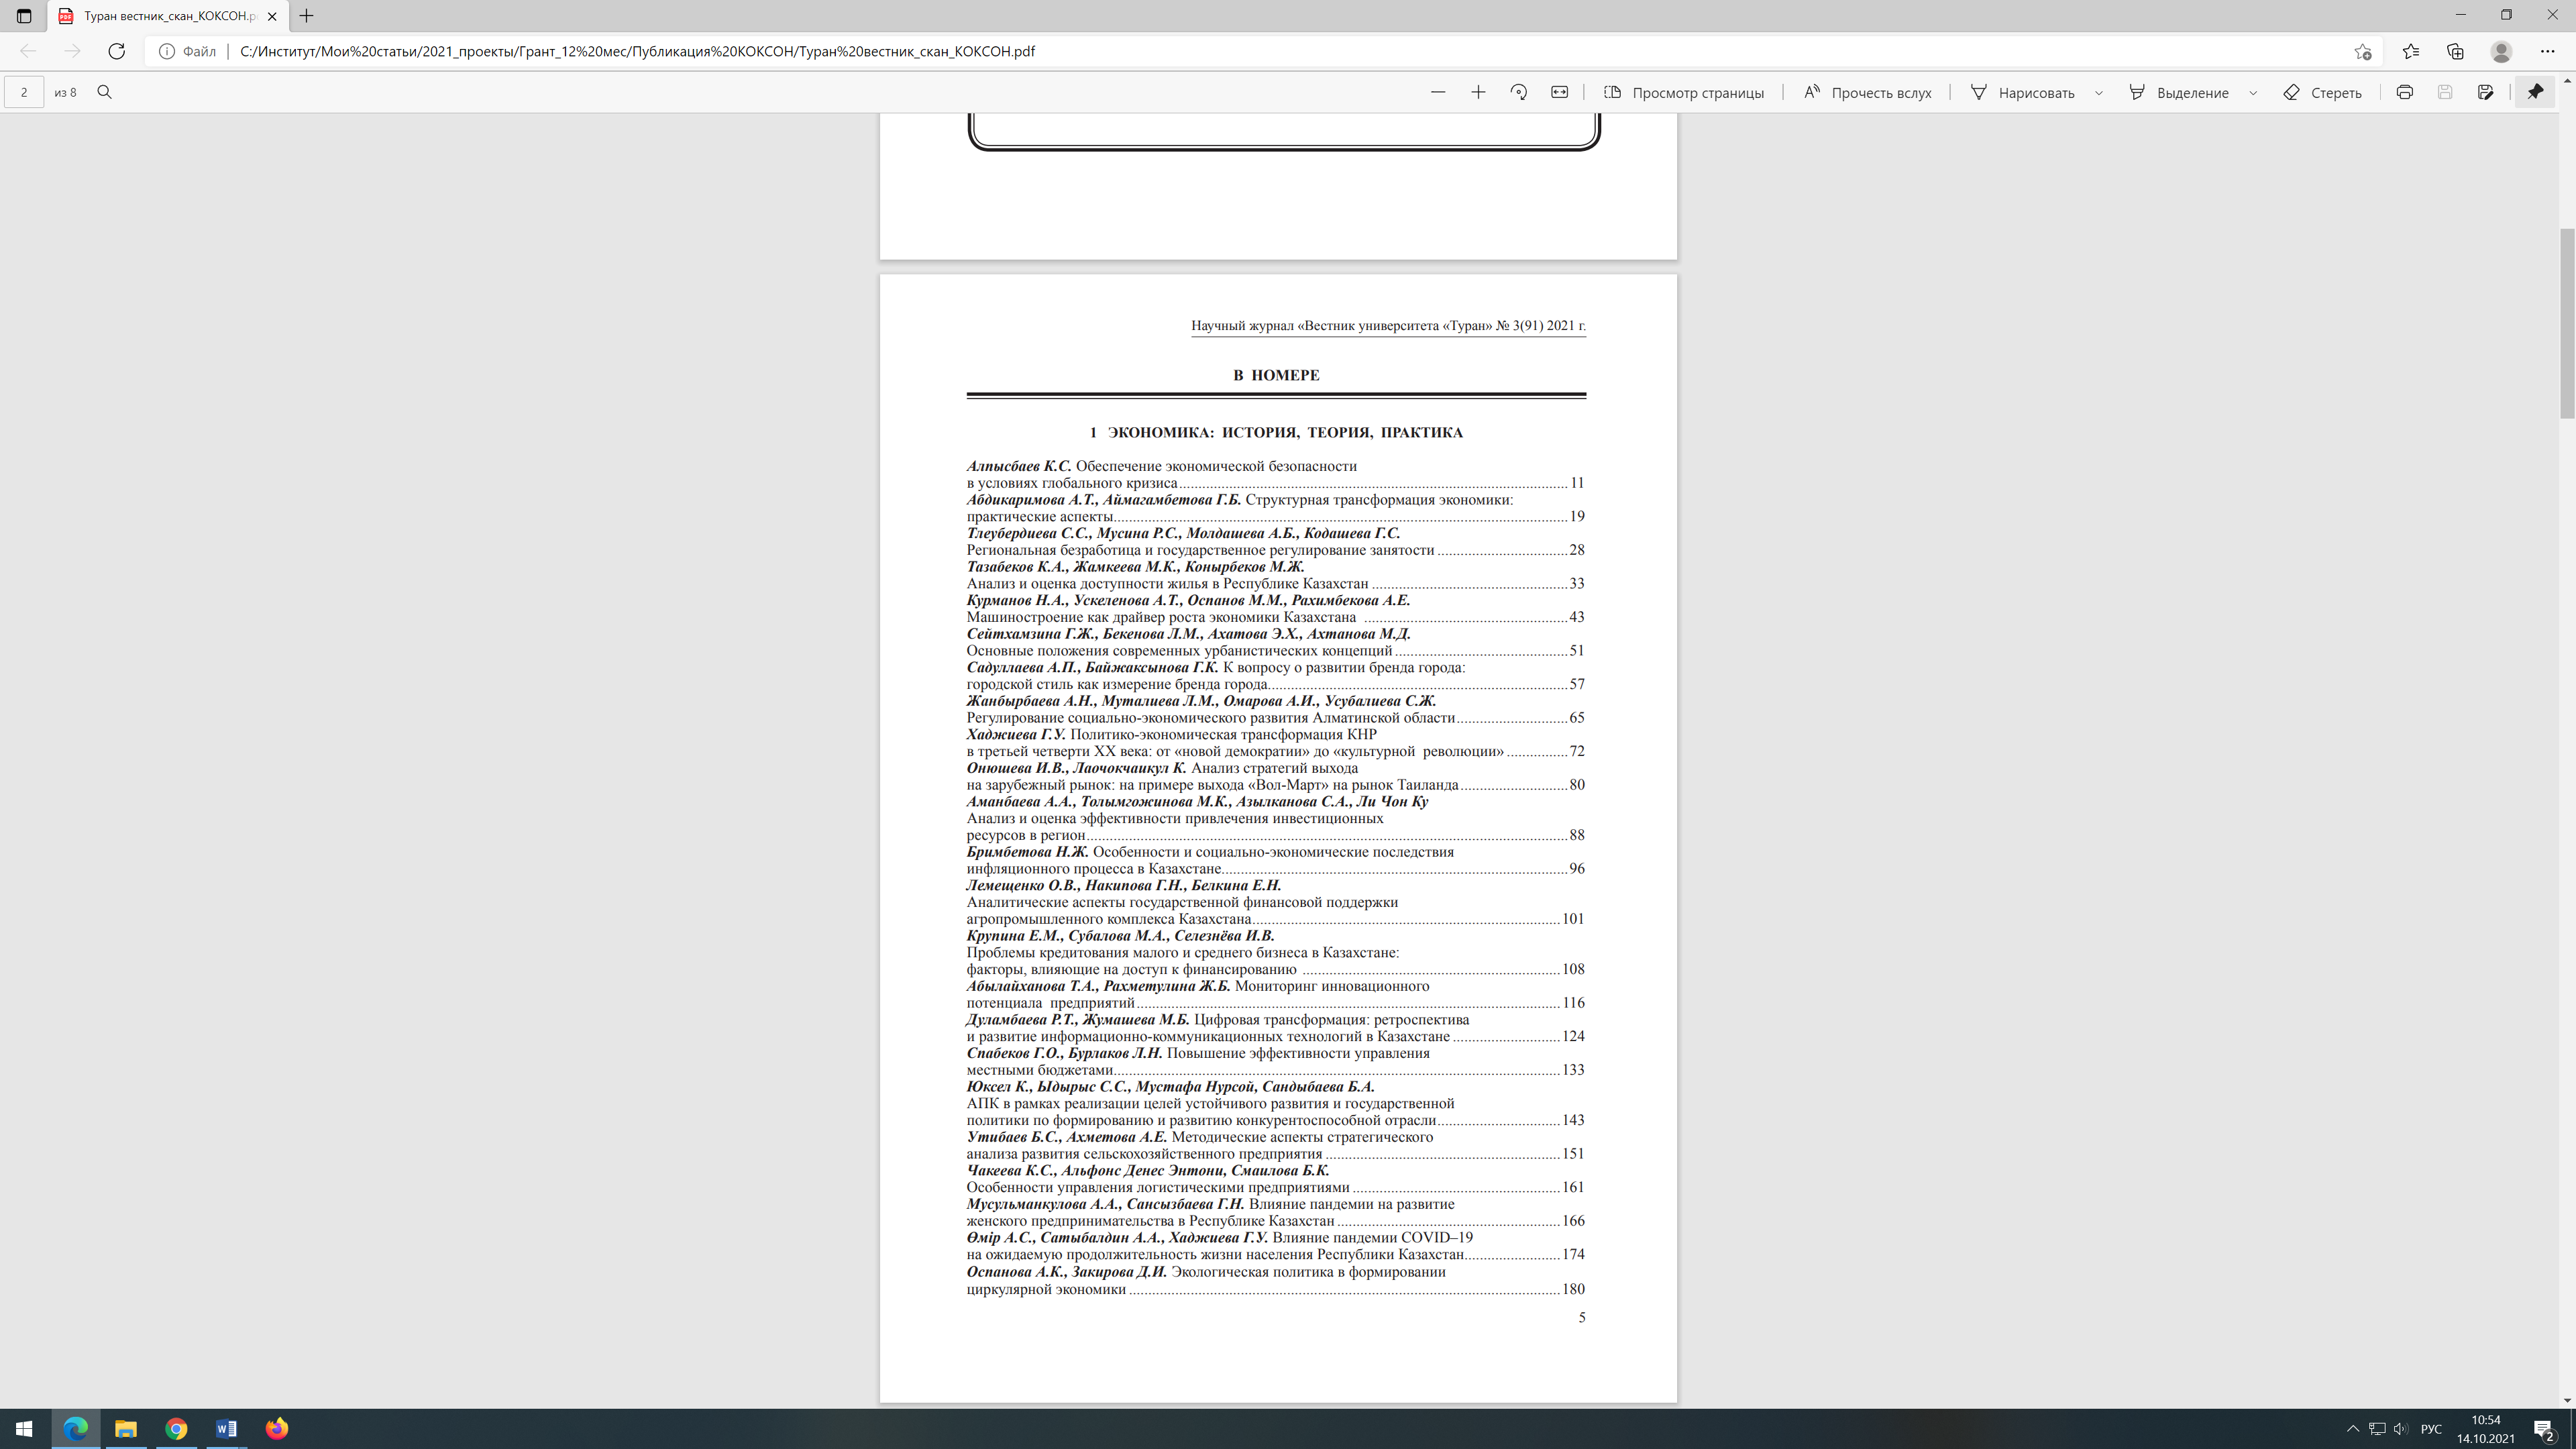 Туран вестник_скан_КОКСОН.p
Файл
C:/Институт/Мои%20статьи/2021_проекты/Грант_12%20мес/Публикация%20КОКСОН/Туран%20вестник_скан_КОКСОН.pdf
2 из 8
Просмотр страницы
Прочесть вслух
Нарисовать
Выделение
Стереть
Научный журнал «Вестник университета «Туран» № 3(91) 2021 г.
В НОМЕРЕ
1 ЭКОНОМИКА: ИСТОРИЯ, ТЕОРИЯ, ПРАКТИКА
Алпысбаев К.С. Обеспечение экономической безопасности
в условиях глобального кризиса 11
Абдикаримова А.Т., Аймагамбетова Г.Б. Структурная трансформация экономики:
практические аспекты 19
Тлеубердиева С.С., Мусина Р.С., Молдашева А.Б., Кодашева Г.С.
Региональная безработица и государственное регулирование занятости 28
Тазабеков К.А., Жамкеева М.К., Конырбеков М.Ж.
Анализ и оценка доступности жилья в Республике Казахстан 33
Курманов Н.А., Ускеленова А.Т., Оспанов М.М., Рахимбекова А.Е.
Машиностроение как драйвер роста экономики Казахстана 43
Сейтхамзина Г.Ж., Бекенова Л.М., Ахатова Э.Х., Ахтанова М.Д.
Основные положения современных урбанистических концепций 51
Садуллаева А.П., Байжаксынова Г.К. К вопросу о развитии бренда города:
городской стиль как измерение бренда города 57
Жанбырбаева А.Н., Муталиева Л.М., Омарова А.И., Усубалиева С.Ж.
Регулирование социально-экономического развития Алматинской области 65
Хаджиева Г.У. Политико-экономическая трансформация КНР
в третьей четверти XX века: от «новой демократии» до «культурной революции» 72
Онюшева И.В., Лаочокчаикул К. Анализ стратегий выхода
на зарубежный рынок: на примере выхода «Вол-Март» на рынок Таиланда 80
Аманбаева А.А., Толымгожинова М.К., Азылканова С.А., Ли Чон Ку
Анализ и оценка эффективности привлечения инвестиционных
ресурсов в регион 88
Бримбетова Н.Ж. Особенности и социально-экономические последствия
инфляционного процесса в Казахстане 96
Лемещенко О.В., Накипова Г.Н., Белкина Е.Н.
Аналитические аспекты государственной финансовой поддержки
агропромышленного комплекса Казахстана 101
Крупина Е.М., Субалова М.А., Селезнёва И.В.
Проблемы кредитования малого и среднего бизнеса в Казахстане:
факторы, влияющие на доступ к финансированию 108
Абылайханова Т.А., Рахметулина Ж.Б. Мониторинг инновационного
потенциала предприятий 116
Дуламбаева Р.Т., Жумашева М.Б. Цифровая трансформация: ретроспектива
и развитие информационно-коммуникационных технологий в Казахстане 124
Спабеков Г.О., Бурлаков Л.Н. Повышение эффективности управления
местными бюджетами 133
Юксел К., Ыдырыс С.С., Мустафа Нурсой, Сандыбаева Б.А.
АПК в рамках реализации целей устойчивого развития и государственной
политики по формированию и развитию конкурентоспособной отрасли 143
Утибаев Б.С., Ахметова А.Е. Методические аспекты стратегического
анализа развития сельскохозяйственного предприятия 151
Чакеева К.С., Альфонс Денес Энтони, Смаилова Б.К.
Особенности управления логистическими предприятиями 161
Мусульманкулова А.А., Сансызбаева Г.Н. Влияние пандемии на развитие
женского предпринимательства в Республике Казахстан 166
Өмір А.С., Сатыбалдин А.А., Хаджиева Г.У. Влияние пандемии COVID–19
на ожидаемую продолжительность жизни населения Республики Казахстан 174
Оспанова А.К., Закирова Д.И. Экологическая политика в формировании
циркулярной экономики 180
5
РУС
10:54
14.10.2021
2